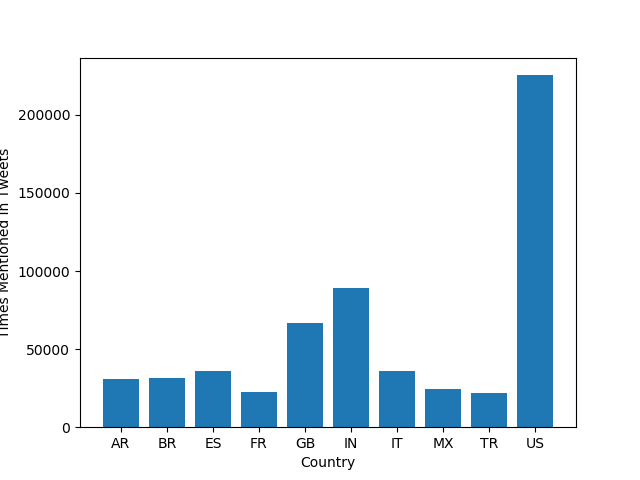 200000
150000
100000
50000
0
Times Mentioned in Tweets
AR BR ES FR GB IN IT MX TR US
Country